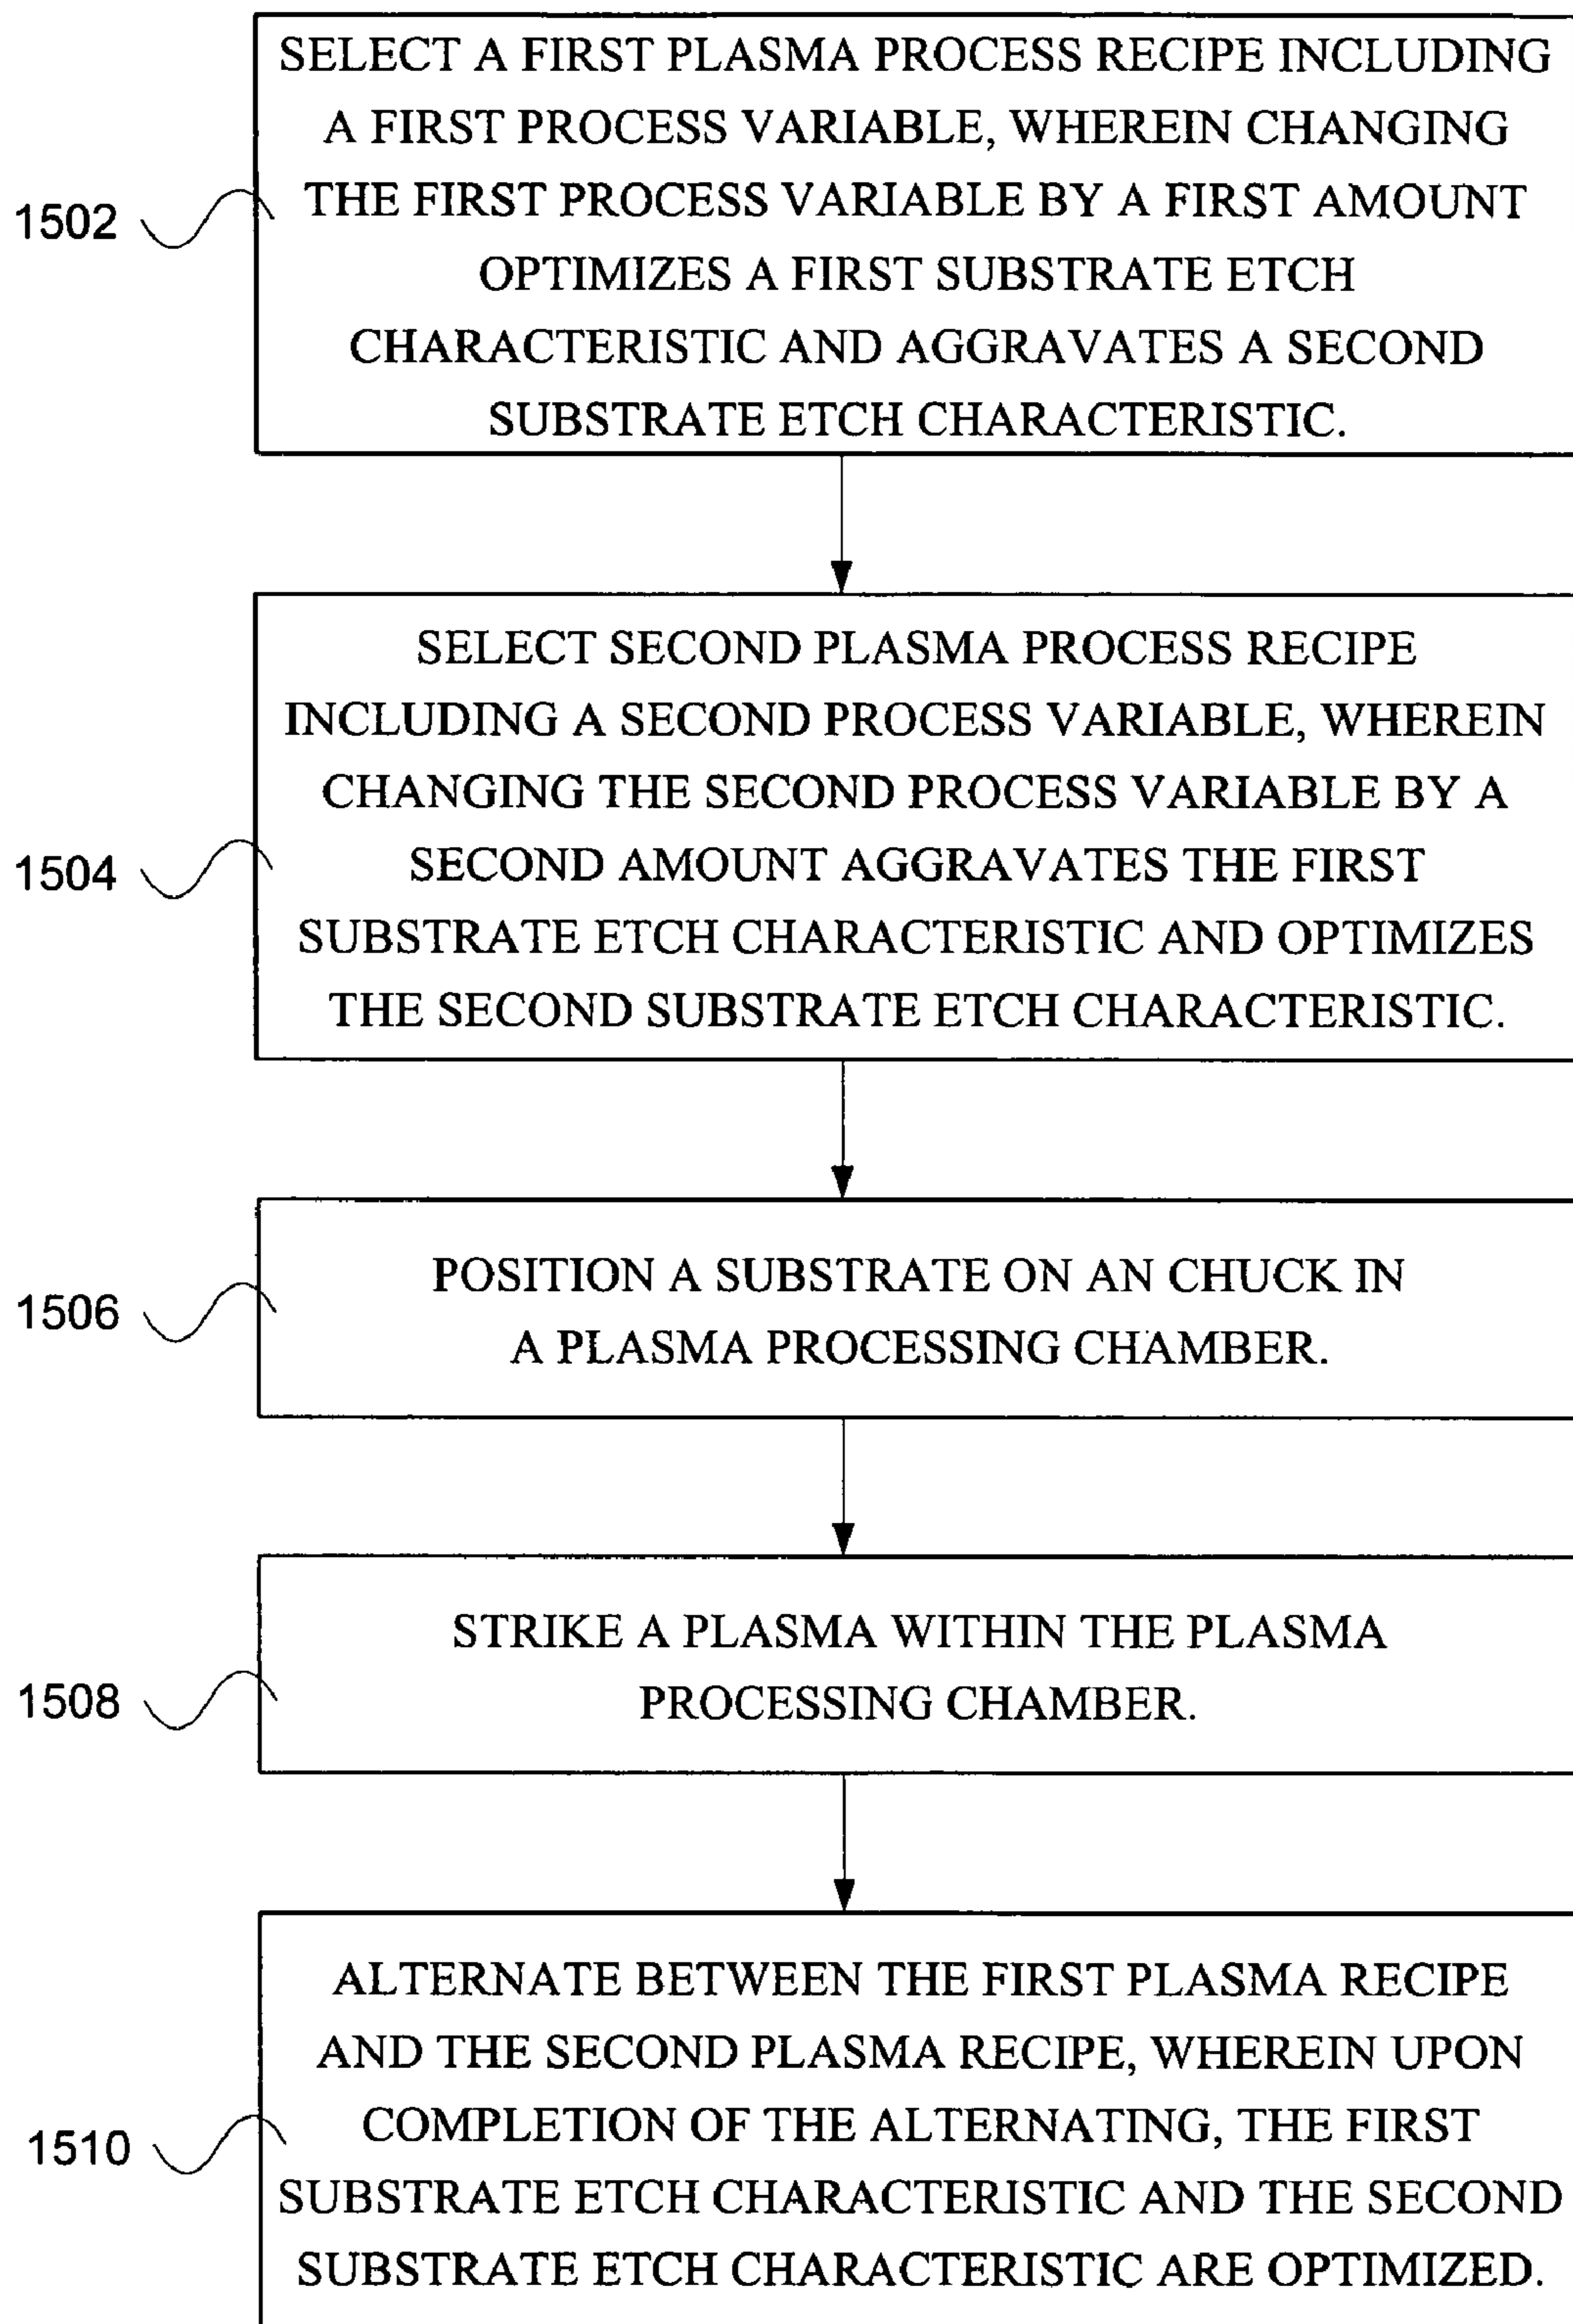 SELECT A FIRST PLASMA PROCESS RECIPE INCLUDING
A FIRST PROCESS VARIABLE, WHEREIN CHANGING
1502 THE FIRST PROCESS VARIABLE BY A FIRST AMOUNT
OPTIMIZES A FIRST SUBSTRATE ETCH
CHARACTERISTIC AND AGGRAVATES A SECOND
SUBSTRATE ETCH CHARACTERISTIC.
SELECT SECOND PLASMA PROCESS RECIPE
INCLUDING A SECOND PROCESS VARIABLE, WHEREIN
CHANGING THE SECOND PROCESS VARIABLE BY A
1504 SECOND AMOUNT AGGRAVATES THE FIRST
SUBSTRATE ETCH CHARACTERISTIC AND OPTIMIZES
THE SECOND SUBSTRATE ETCH CHARACTERISTIC.
POSITION A SUBSTRATE ON AN CHUCK IN
1506
A PLASMA PROCESSING CHAMBER.
STRIKE A PLASMA WITHIN THE PLASMA
1508 PROCESSING CHAMBER.
ALTERNATE BETWEEN THE FIRST PLASMA RECIPE
AND THE SECOND PLASMA RECIPE, WHEREIN UPON
COMPLETION OF THE ALTERNATING, THE FIRST
1510
SUBSTRATE ETCH CHARACTERISTIC AND THE SECOND
SUBSTRATE ETCH CHARACTERISTIC ARE OPTIMIZED.